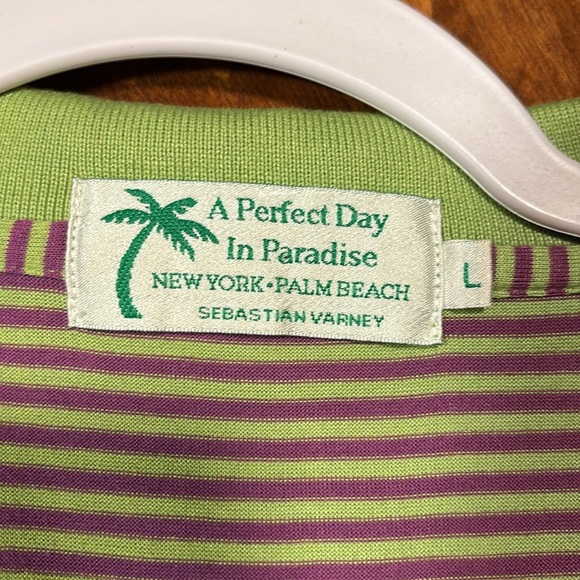 A Perfect Day
In Paradise
NEW YORK • PALM BEACH
SEBASTIAN VARNEY
L